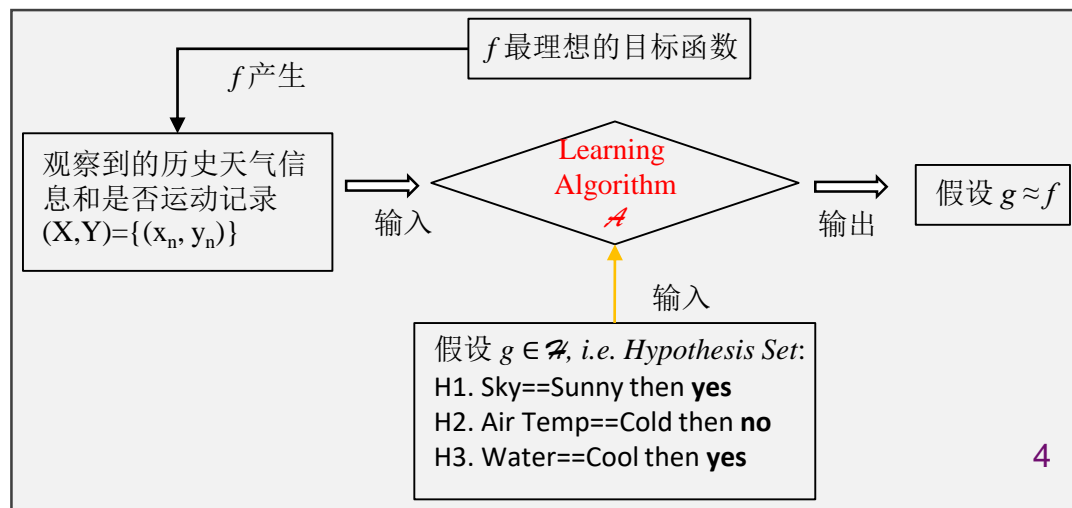 f 最理想的目标函数
f 产生
观察到的历史天气信
息和是否运动记录
(X,Y)={(xₙ, yₙ)}
输入
Learning
Algorithm
𝒜
输出
假设 g ≈ f
输入
假设 g ∈ ℋ, i.e. Hypothesis Set:
H1. Sky==Sunny then yes
H2. Air Temp==Cold then no
H3. Water==Cool then yes
4